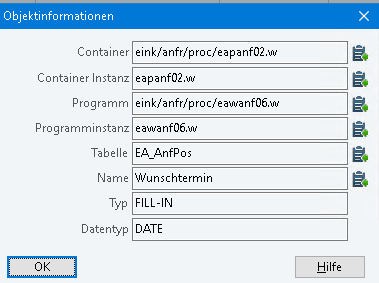 Objektinformationen
Container eink/anfr/proc/eapanf02.w
Container Instanz eapanf02.w
Programm eink/anfr/proc/eawanf06.w
Programminstanz eawanf06.w
Tabelle EA_AnfPos
Name Wunschtermin
Typ FILL-IN
Datentyp DATE
OK Hilfe